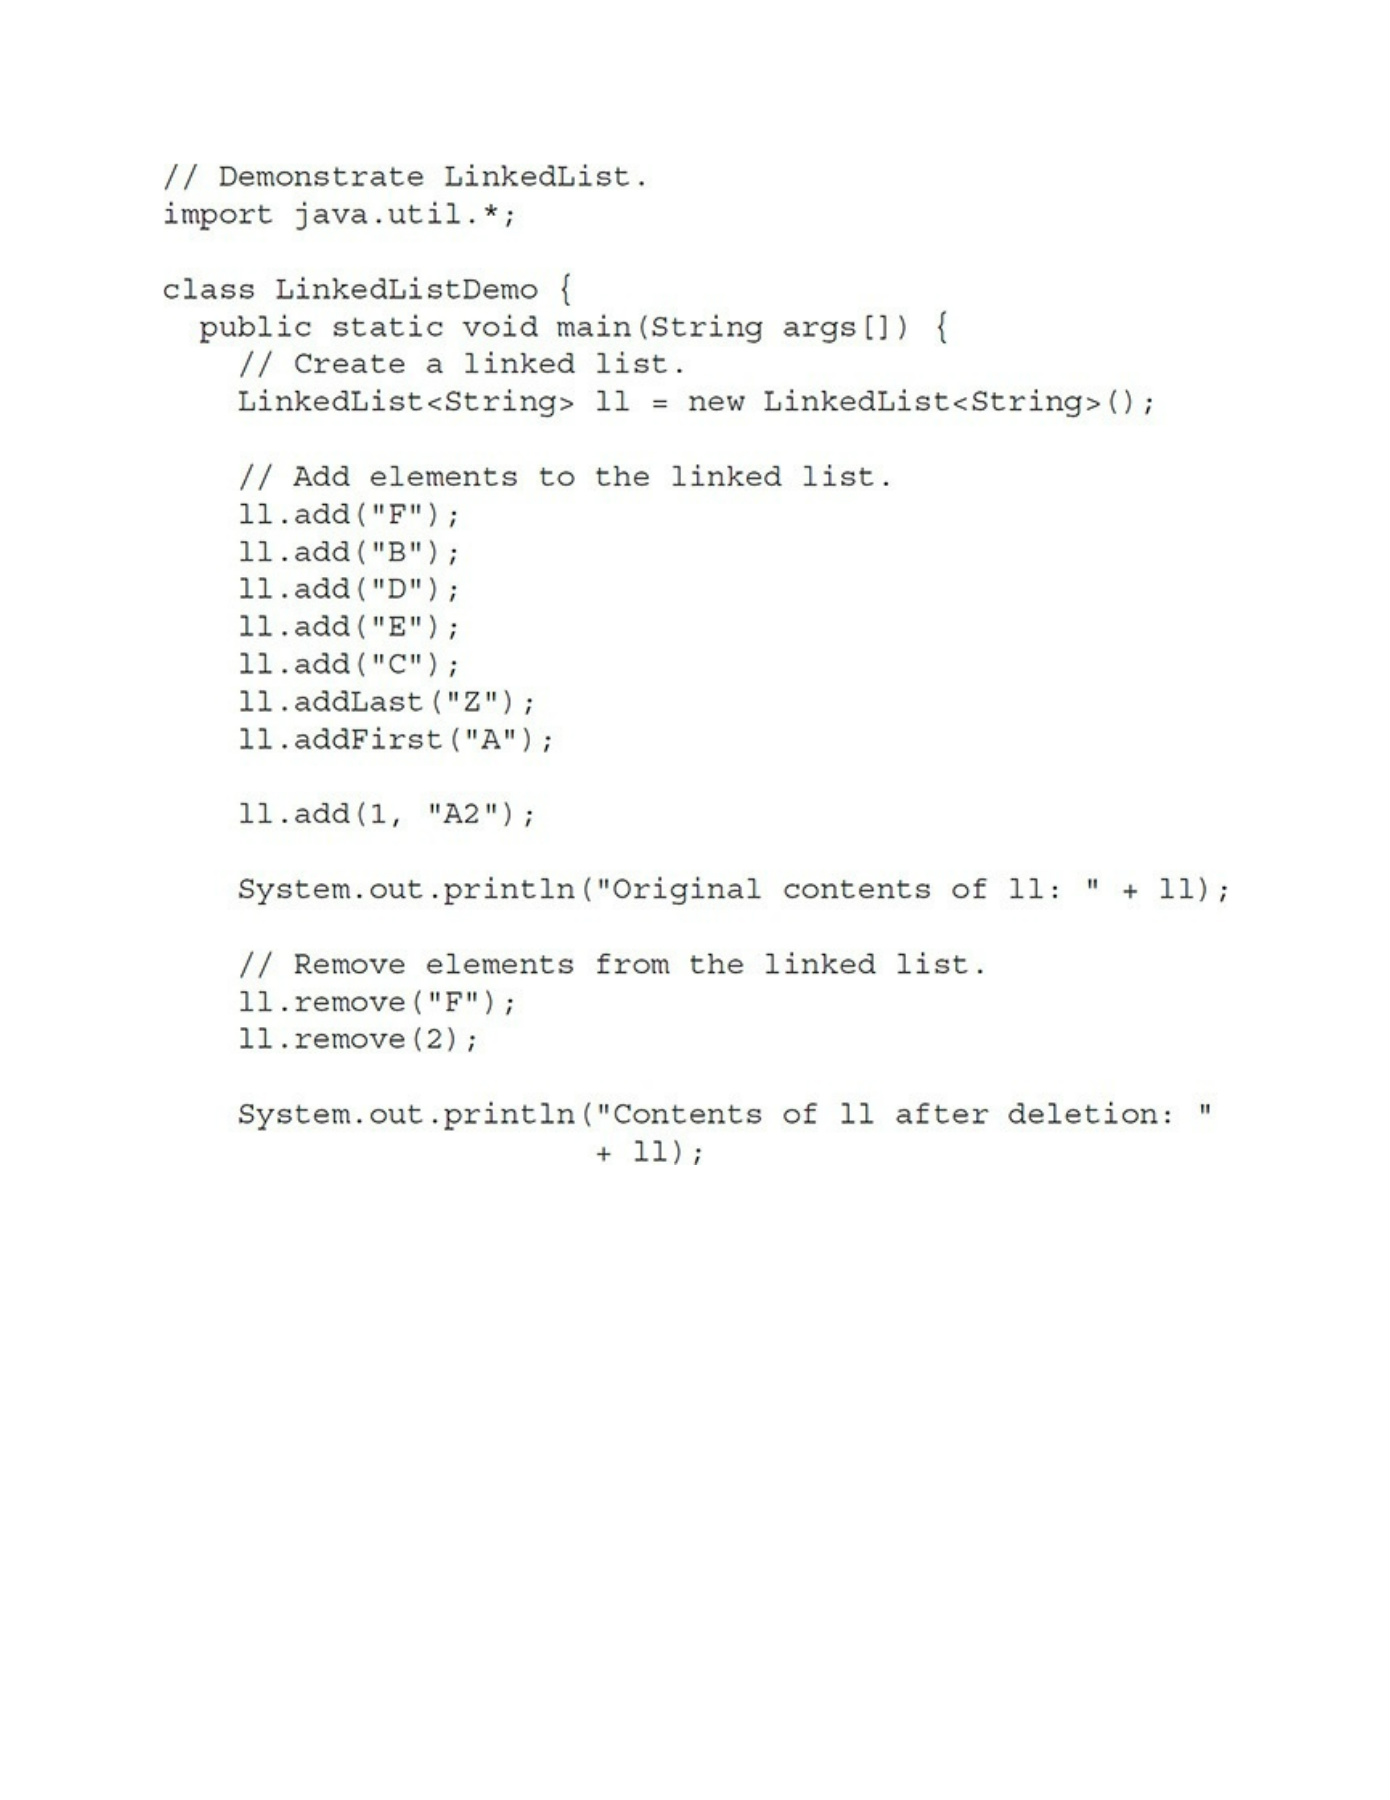 // Demonstrate LinkedList.
import java.util.*;

class LinkedListDemo {
  public static void main(String args[]) {
    // Create a linked list.
    LinkedList<String> ll = new LinkedList<String>();

    // Add elements to the linked list.
    ll.add("F");
    ll.add("B");
    ll.add("D");
    ll.add("E");
    ll.add("C");
    ll.addLast("Z");
    ll.addFirst("A");

    ll.add(1, "A2");

    System.out.println("Original contents of ll: " + ll);

    // Remove elements from the linked list.
    ll.remove("F");
    ll.remove(2);

    System.out.println("Contents of ll after deletion: "
                       + ll);